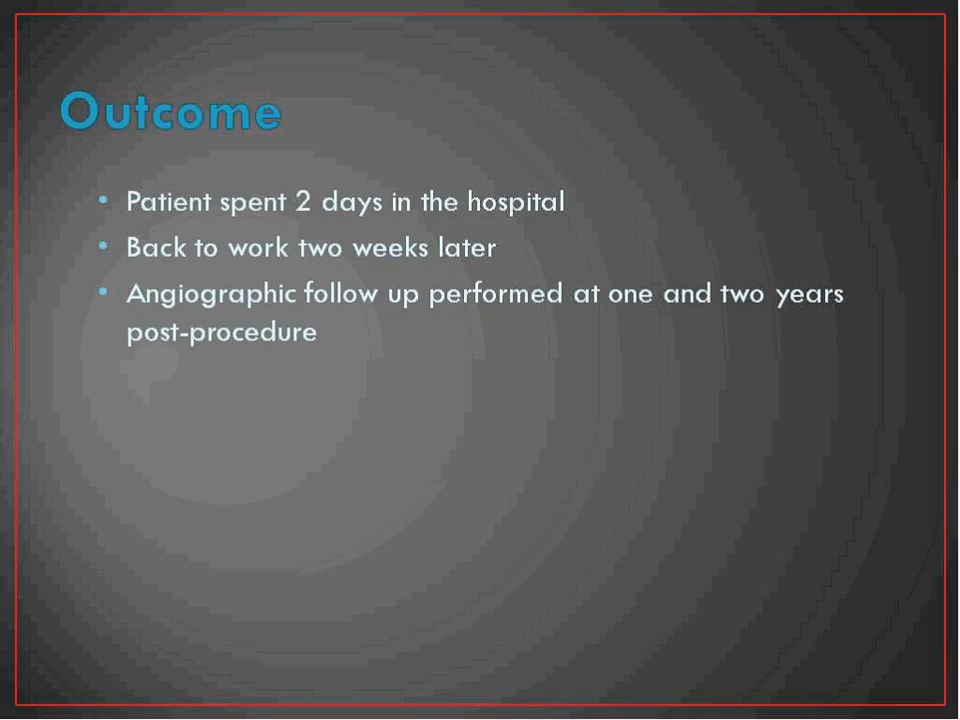 Outcome
• Patient spent 2 days in the hospital
• Back to work two weeks later
• Angiographic follow up performed at one and two years
post-procedure